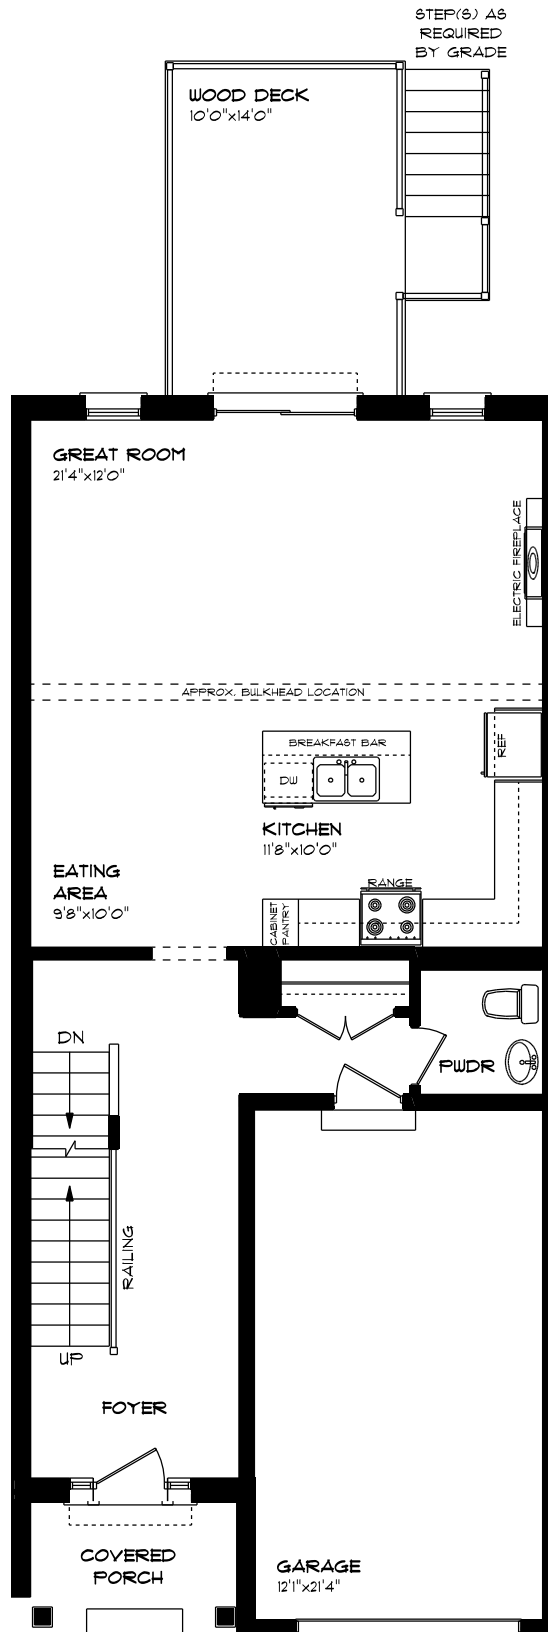 STEP(S) AS
REQUIRED
BY GRADE
WOOD DECK
10'0"x14'0"
GREAT ROOM
21'4"x12'0"
ELECTRIC FIREPLACE
APPROX. BULKHEAD LOCATION
REF
BREAKFAST BAR
DW
KITCHEN
11'8"x10'0"
EATING
AREA
9'8"x10'0"
RANGE
CABINET
PANTRY
DN
PWDR
RAILING
UP
FOYER
COVERED
PORCH
GARAGE
12'1"x21'4"